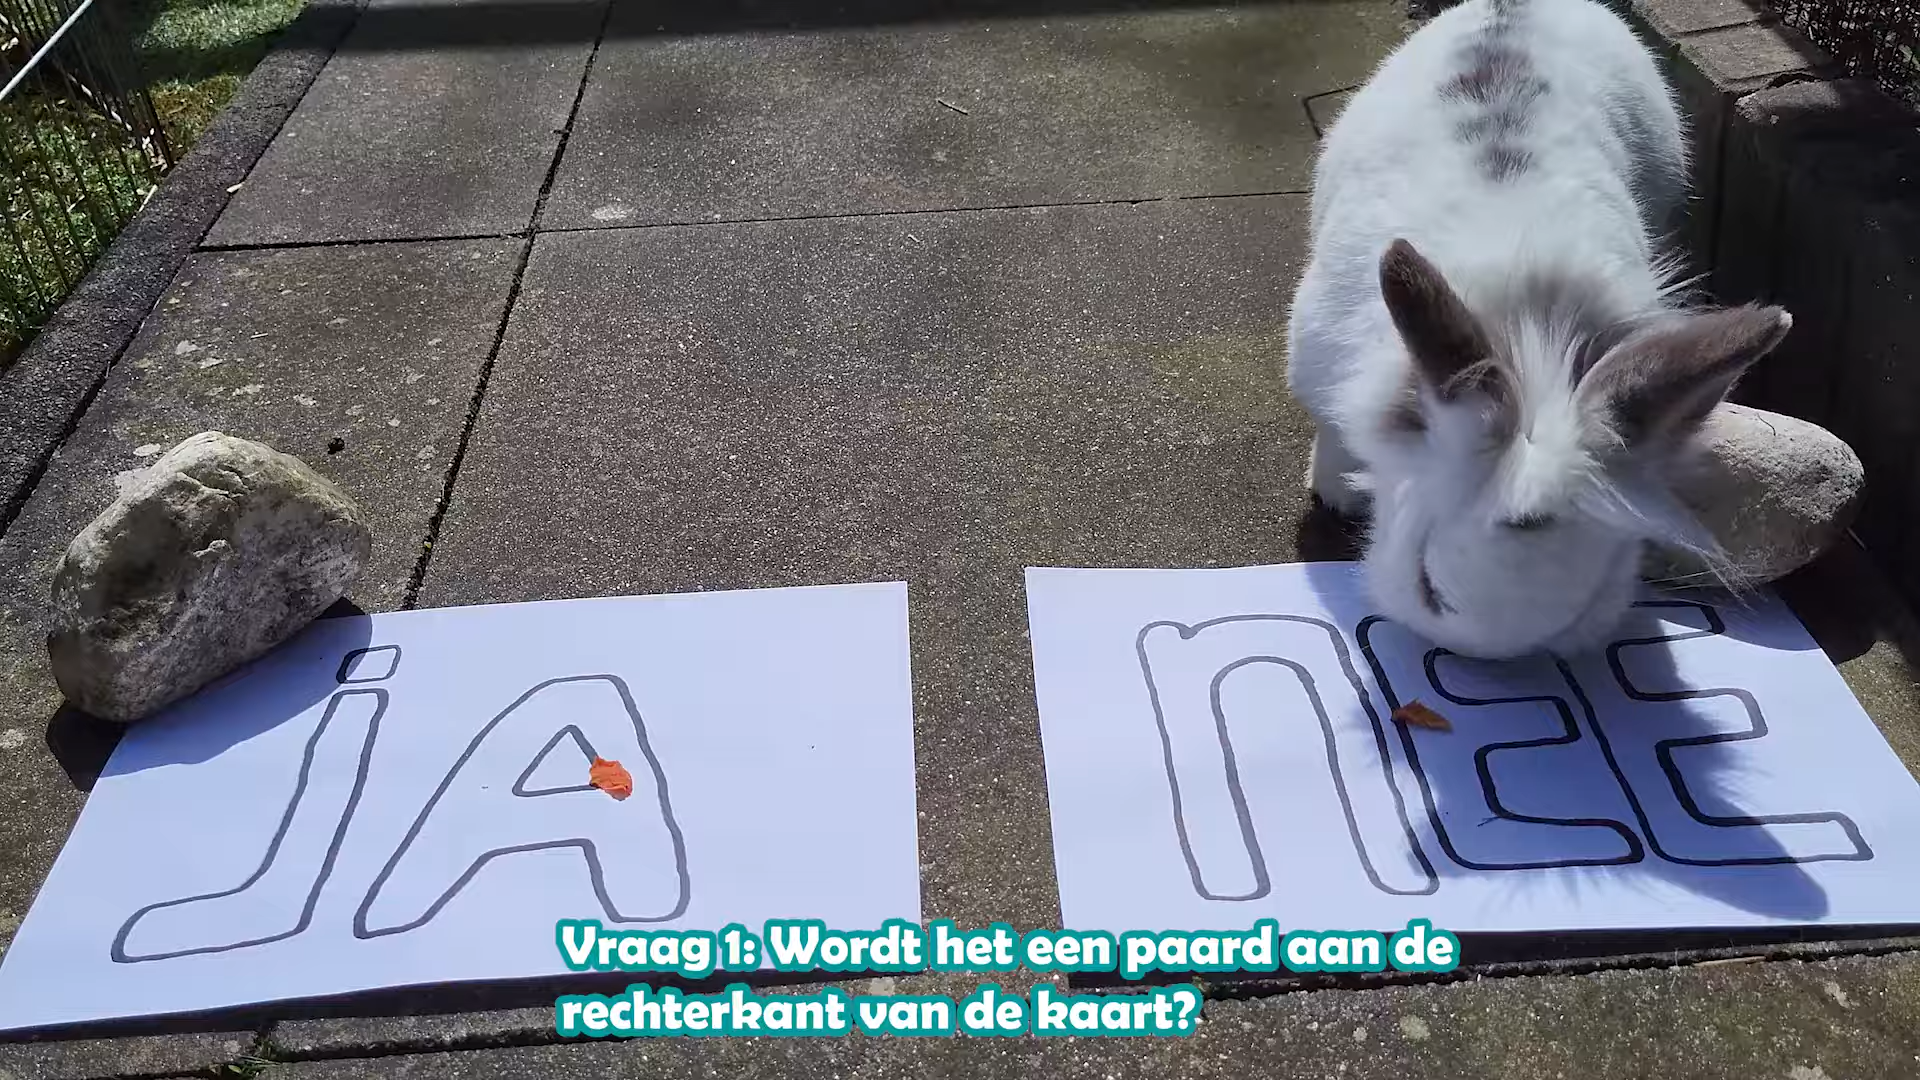 jA
nEE
Vraag 1: Wordt het een paard aan de
rechterkant van de kaart?